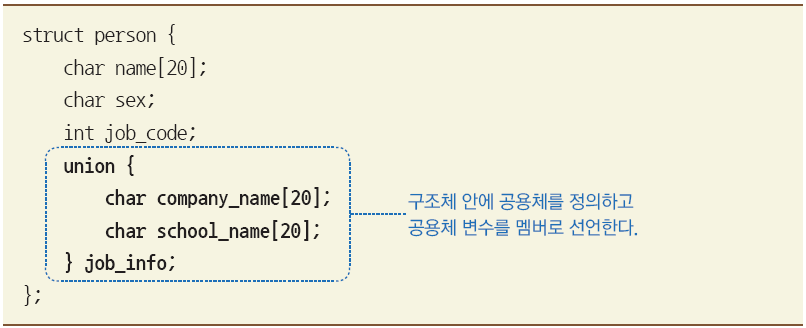 struct person {
    char name[20];
    char sex;
    int job_code;
    union {
        char company_name[20];
        char school_name[20];
    } job_info;
};
구조체 안에 공용체를 정의하고
공용체 변수를 멤버로 선언한다.